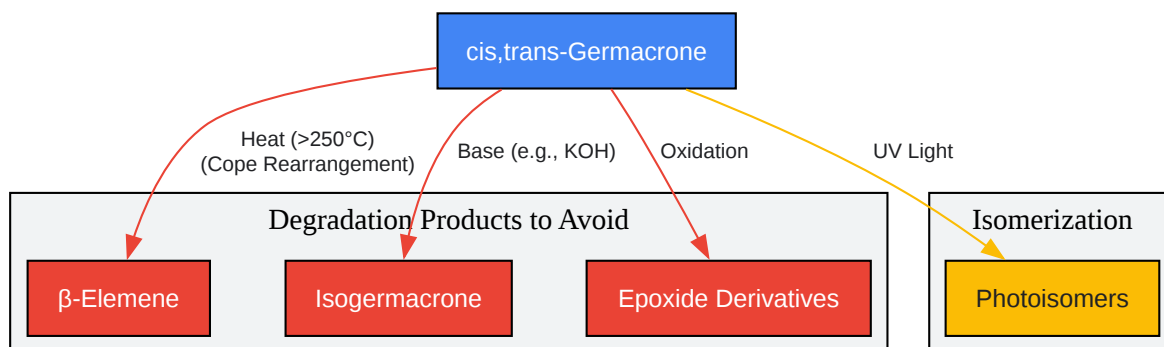 cis,trans-Germacrone
Heat (>250°C)
(Cope Rearrangement)
Base (e.g., KOH)
Oxidation
UV Light
Degradation Products to Avoid
Isomerization
β-Elemene
Isogermacrone
Epoxide Derivatives
Photoisomers